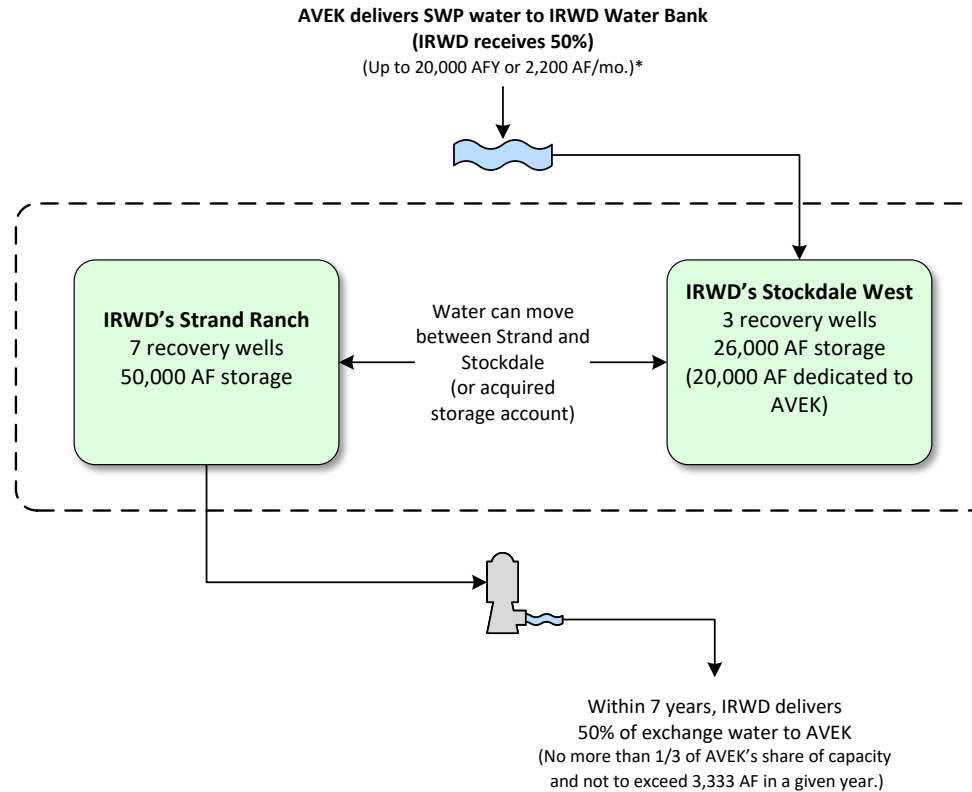 AVEK delivers SWP water to IRWD Water Bank
(IRWD receives 50%)
(Up to 20,000 AFY or 2,200 AF/mo.)*
IRWD’s Strand Ranch
7 recovery wells
50,000 AF storage
Water can move
between Strand and
Stockdale
(or acquired
storage account)
IRWD’s Stockdale West
3 recovery wells
26,000 AF storage
(20,000 AF dedicated to
AVEK)
Within 7 years, IRWD delivers
50% of exchange water to AVEK
(No more than 1/3 of AVEK’s share of capacity
and not to exceed 3,333 AF in a given year.)